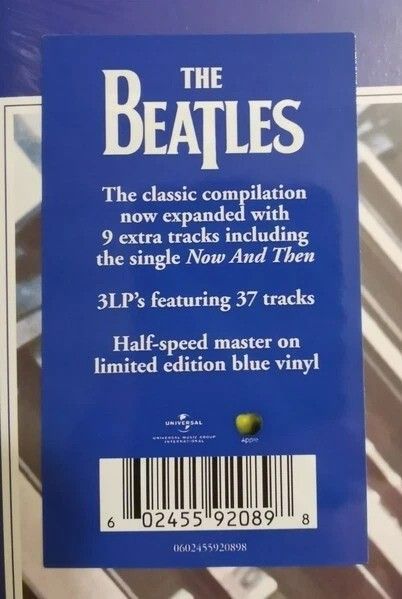 THE
BEATLES
The classic compilation
now expanded with
9 extra tracks including
the single Now And Then
3LP's featuring 37 tracks
Half-speed master on
limited edition blue vinyl
UNIVERSAL
UNIVERSAL MUSIC GROUP
INTERNATIONAL
Apple
6 02455 92089 8
0602455920898